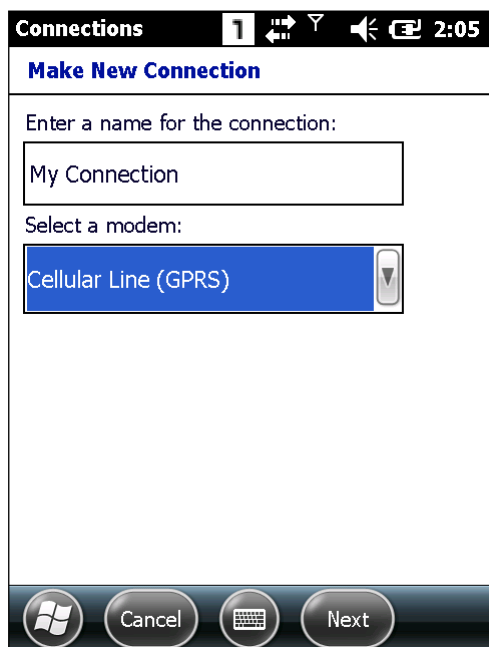 Connections 1 2:05
Make New Connection
Enter a name for the connection:
My Connection
Select a modem:
Cellular Line (GPRS)
Cancel Next